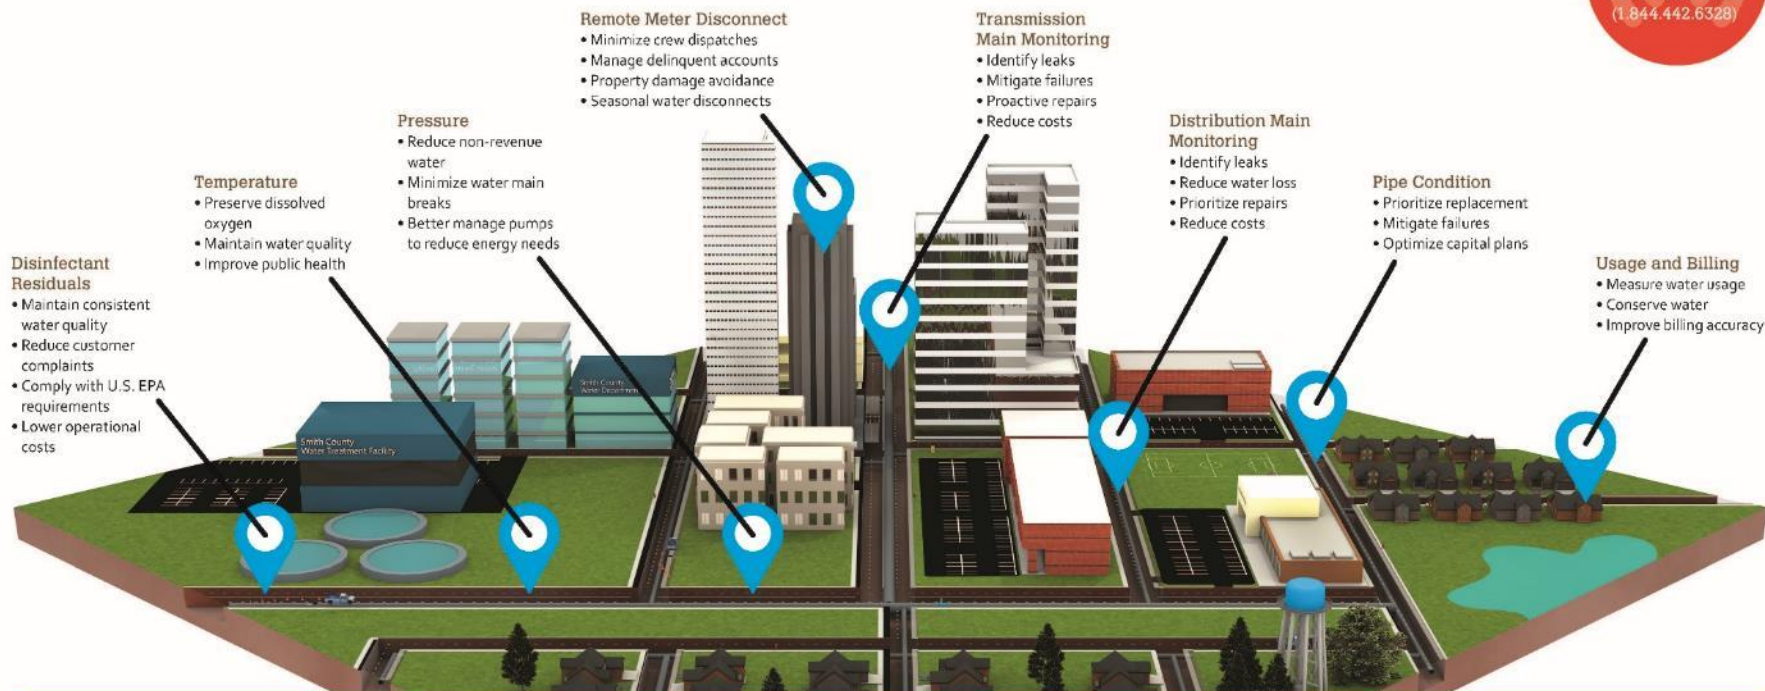 (1.844.442.6328)
Remote Meter Disconnect
• Minimize crew dispatches
• Manage delinquent accounts
• Property damage avoidance
• Seasonal water disconnects
Transmission
Main Monitoring
• Identify leaks
• Mitigate failures
• Proactive repairs
• Reduce costs
Pressure
• Reduce non-revenue
water
• Minimize water main
breaks
• Better manage pumps
to reduce energy needs
Distribution Main
Monitoring
• Identify leaks
• Reduce water loss
• Prioritize repairs
• Reduce costs
Temperature
• Preserve dissolved
oxygen
• Maintain water quality
• Improve public health
Pipe Condition
• Prioritize replacement
• Mitigate failures
• Optimize capital plans
Disinfectant
Residuals
• Maintain consistent
water quality
• Reduce customer
complaints
• Comply with U.S. EPA
requirements
• Lower operational
costs
Usage and Billing
• Measure water usage
• Conserve water
• Improve billing accuracy
Smith County
Water Department
Smith County
Water Treatment Facility